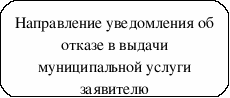 Направление уведомления об
отказе в выдачи
муниципальной услуги
заявителю